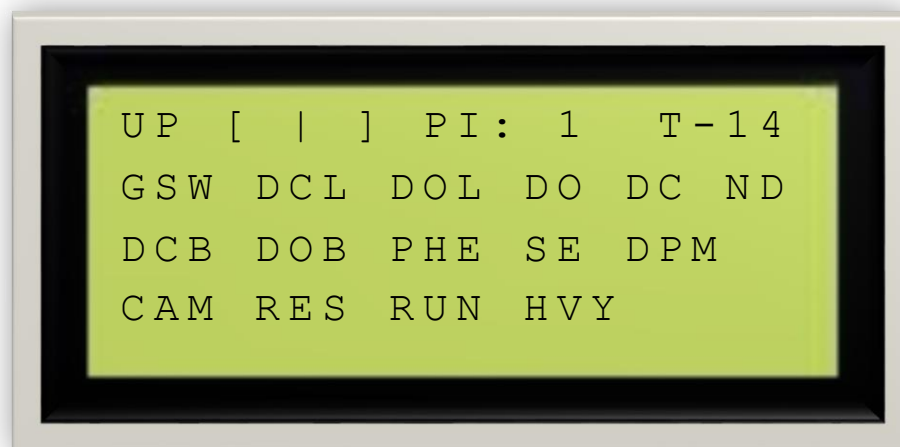 UP [ | ] PI: 1 T-14
GSW DCL DOL DO DC ND
DCB DOB PHE SE DPM
CAM RES RUN HVY